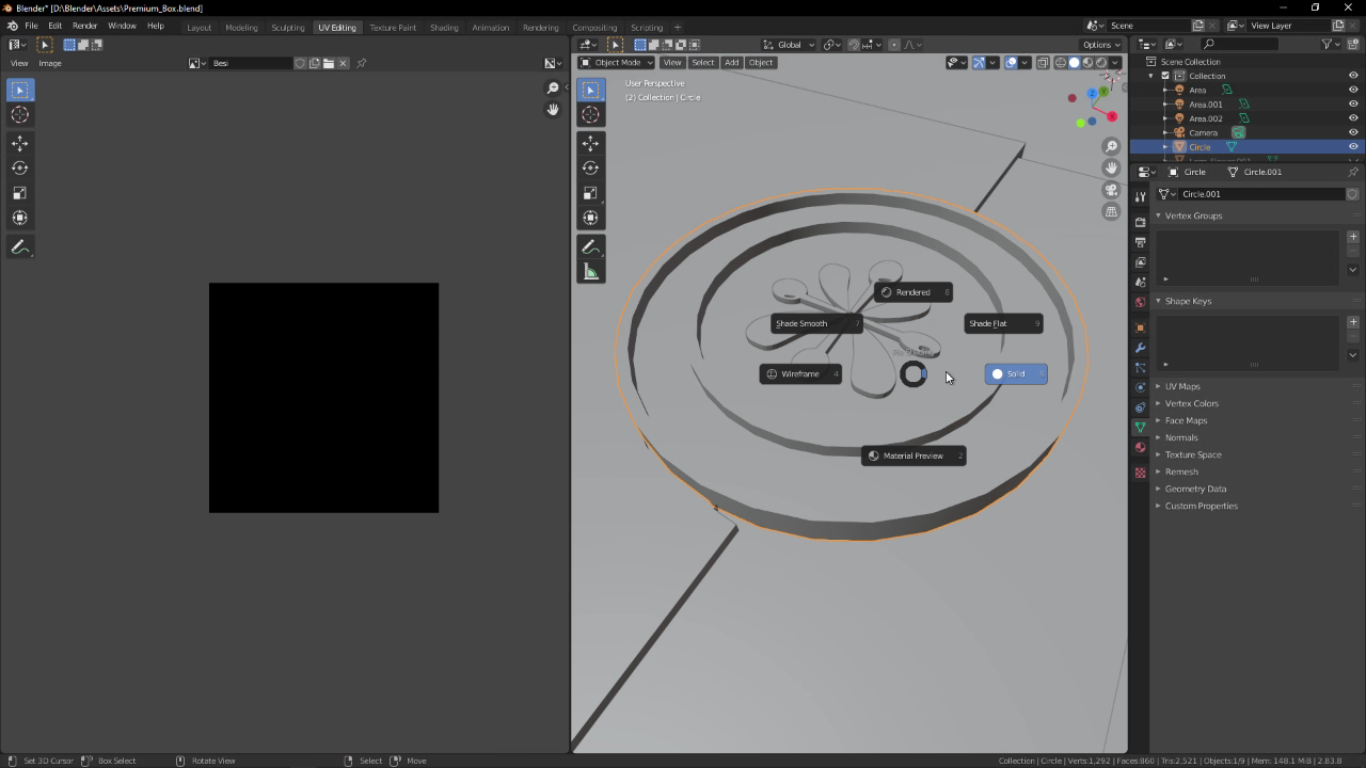 Blender* [D:\Blender\Assets\Premium_Box.blend]
File Edit Render Window Help Layout Modeling Sculpting UV Editing Texture Paint Shading Animation Rendering Compositing Scripting + Scene View Layer
Global Options
View Image Besi Object Mode View Select Add Object Scene Collection
Collection
User Perspective
(2) Collection | Circle
Area
Area.001
Area.002
Camera
Circle
Circle Circle.001
Circle.001
Vertex Groups
Shape Keys
Rendered 8
Shade Smooth 7
Shade Flat 9
Wireframe 4
Solid
Material Preview 2
UV Maps
Vertex Colors
Face Maps
Normals
Texture Space
Remesh
Geometry Data
Custom Properties
Set 3D Cursor Box Select Rotate View Select Move Collection | Circle | Verts:1,292 | Faces:860 | Tris:2,521 | Objects:1/9 | Mem: 148.1 MiB | 2.83.8